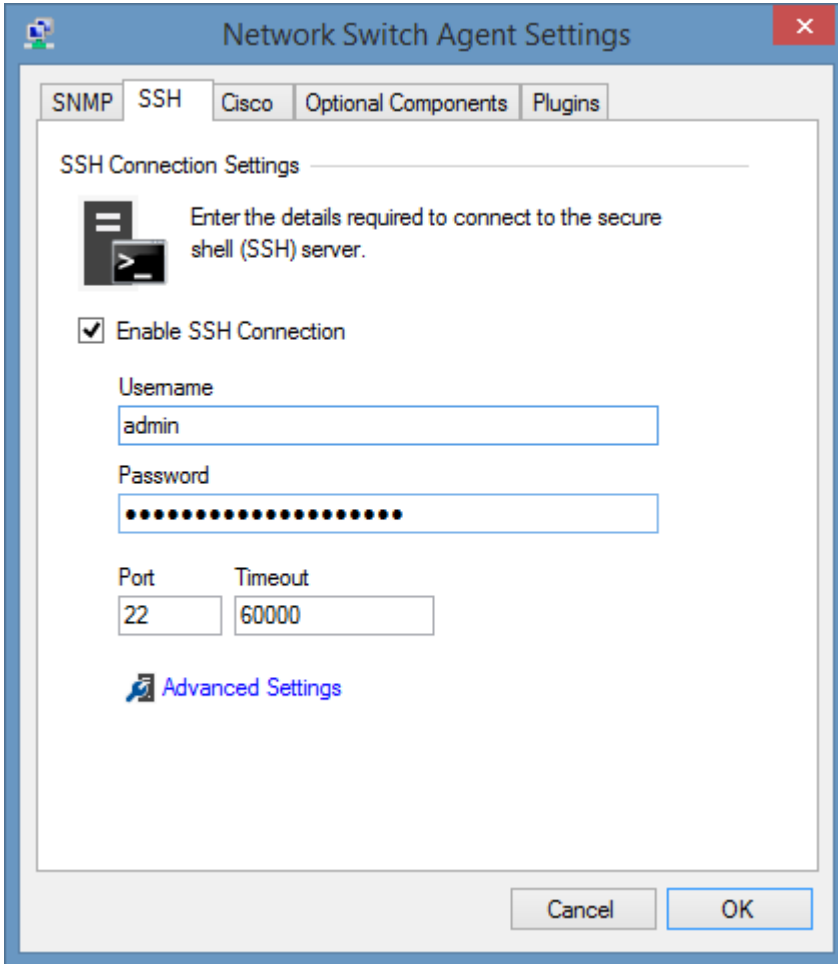 Network Switch Agent Settings
SNMP SSH Cisco Optional Components Plugins
SSH Connection Settings
Enter the details required to connect to the secure
shell (SSH) server.
>_
Enable SSH Connection
Username
admin
Password
••••••••••••••••••••
Port Timeout
22 60000
Advanced Settings
Cancel OK